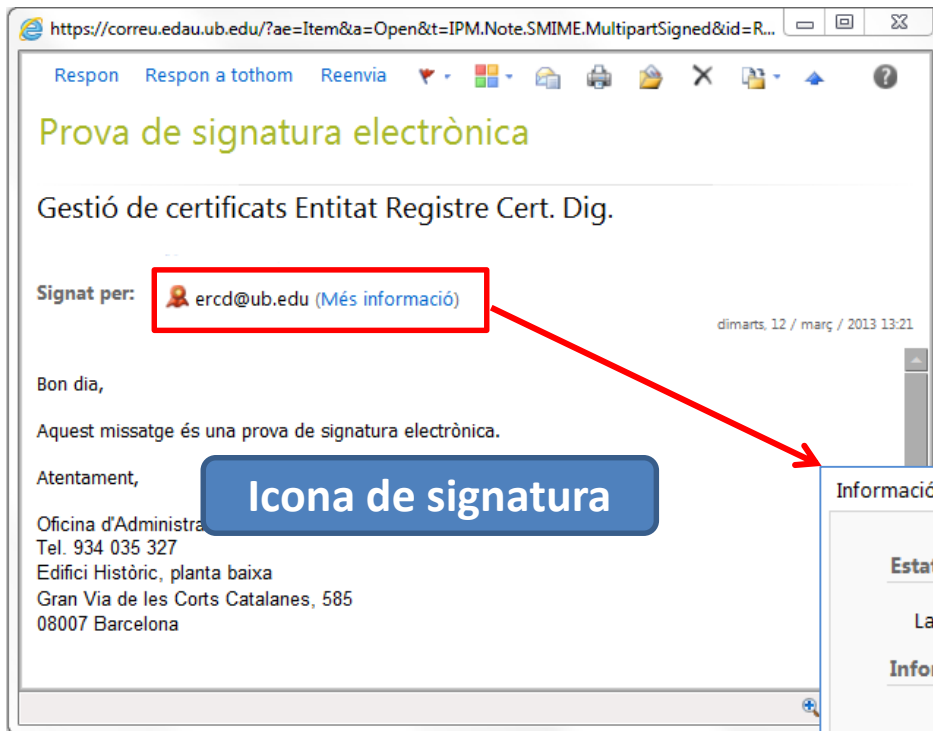 https://correu.edau.ub.edu/?ae=Item&a=Open&t=IPM.Note.SMIME.MultipartSigned&id=R...
Respon Respon a tothom Reenvia
Prova de signatura electrònica
Gestió de certificats Entitat Registre Cert. Dig.
Signat per: ercd@ub.edu (Més informació)
dimarts, 12 / març / 2013 13:21
Bon dia,
Aquest missatge és una prova de signatura electrònica.
Atentament,
Icona de signatura
Informació
Oficina d'Administra
Tel. 934 035 327
Edifici Històric, planta baixa
Estat
Gran Via de les Corts Catalanes, 585
08007 Barcelona
La
Infor